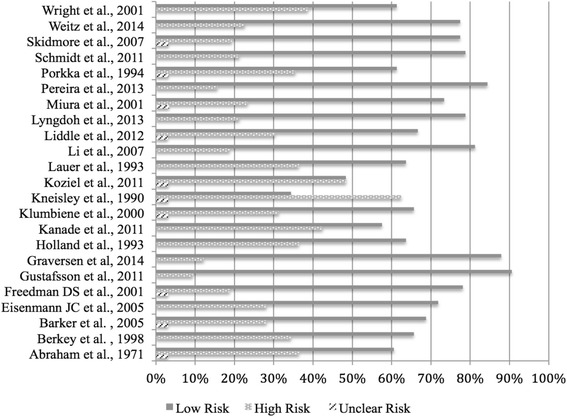 Wright et al., 2001
Weitz et al., 2014
Skidmore et al., 2007
Schmidt et al., 2011
Porkka et al., 1994
Pereira et al., 2013
Miura et al., 2001
Lyngdoh et al., 2013
Liddle et al., 2012
Li et al., 2007
Lauer et al., 1993
Koziel et al., 2011
Kneisley et al., 1990
Klumbiene et al., 2000
Kanade et al., 2011
Holland et al., 1993
Graversen et al, 2014
Gustafsson et al., 2011
Freedman DS et al., 2001
Eisenmann JC et al., 2005
Barker et al. , 2005
Berkey et al. , 1998
Abraham et al., 1971
0% 10% 20% 30% 40% 50% 60% 70% 80% 90% 100%
Low Risk High Risk Unclear Risk